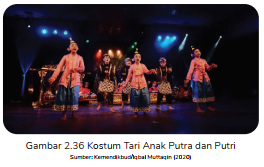 Gambar 2.36 Kostum Tari Anak Putra dan Putri
Sumber: Kemendikbud/Iqbal Muttaqin (2020)